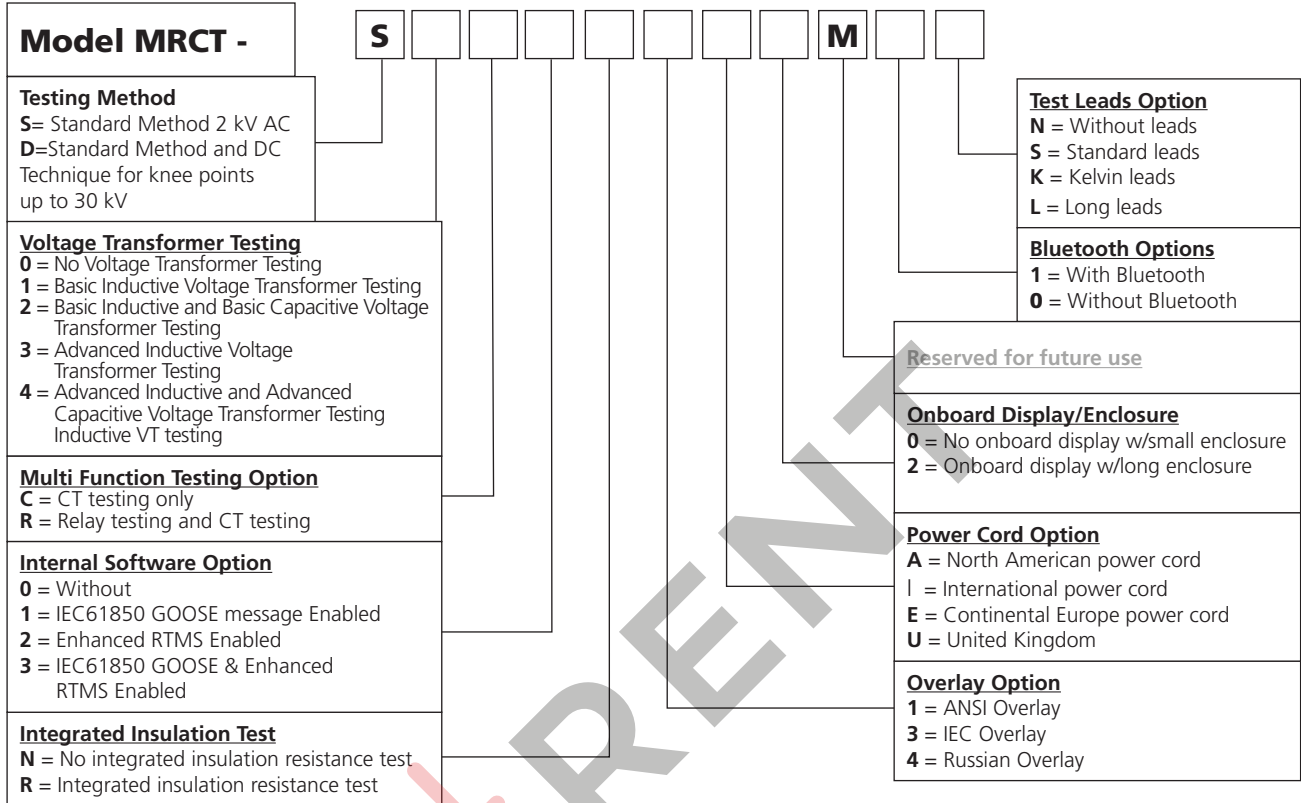 Model MRCT - S M
Testing Method
S= Standard Method 2 kV AC
D=Standard Method and DC
Technique for knee points
up to 30 kV
Voltage Transformer Testing
0 = No Voltage Transformer Testing
1 = Basic Inductive Voltage Transformer Testing
2 = Basic Inductive and Basic Capacitive Voltage
Transformer Testing
3 = Advanced Inductive Voltage
Transformer Testing
4 = Advanced Inductive and Advanced
Capacitive Voltage Transformer Testing
Inductive VT testing
Multi Function Testing Option
C = CT testing only
R = Relay testing and CT testing
Internal Software Option
0 = Without
1 = IEC61850 GOOSE message Enabled
2 = Enhanced RTMS Enabled
3 = IEC61850 GOOSE & Enhanced
RTMS Enabled
Integrated Insulation Test
N = No integrated insulation resistance test
R = Integrated insulation resistance test
Test Leads Option
N = Without leads
S = Standard leads
K = Kelvin leads
L = Long leads
Bluetooth Options
1 = With Bluetooth
0 = Without Bluetooth
Reserved for future use
Onboard Display/Enclosure
0 = No onboard display w/small enclosure
2 = Onboard display w/long enclosure
Power Cord Option
A = North American power cord
I = International power cord
E = Continental Europe power cord
U = United Kingdom
Overlay Option
1 = ANSI Overlay
3 = IEC Overlay
4 = Russian Overlay
RENT